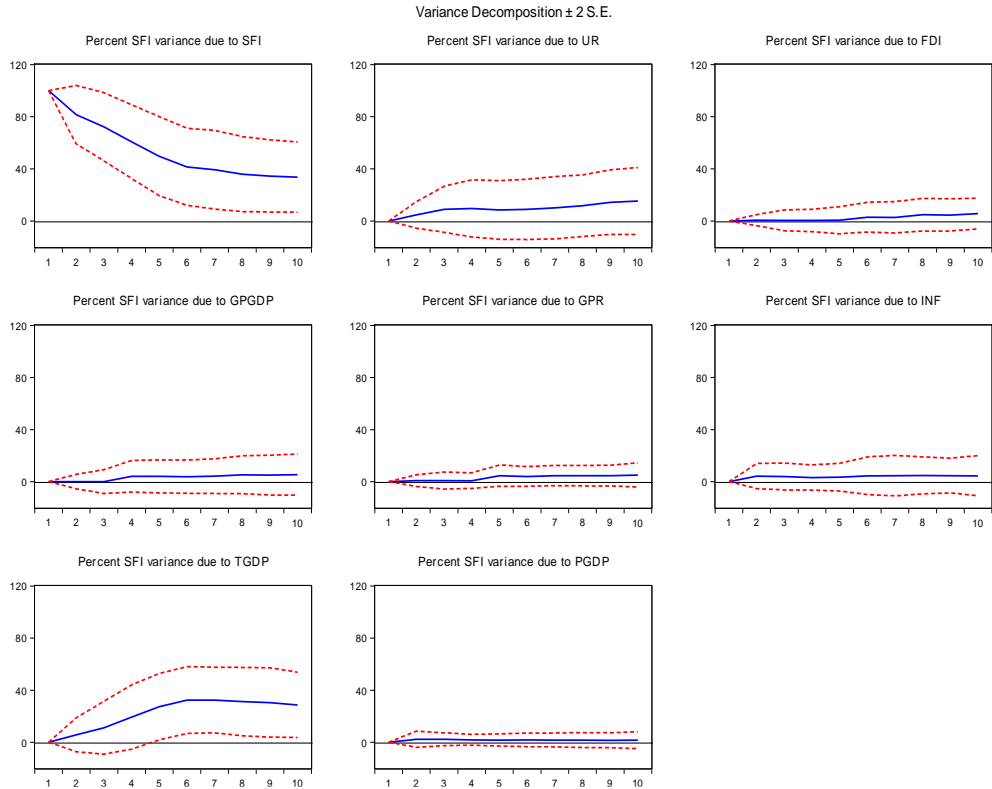 Variance Decomposition ± 2 S.E.
Percent SFI variance due to SFI
120
80
40
0
1 2 3 4 5 6 7 8 9 10
Percent SFI variance due to UR
120
80
40
0
1 2 3 4 5 6 7 8 9 10
Percent SFI variance due to FDI
120
80
40
0
1 2 3 4 5 6 7 8 9 10
Percent SFI variance due to GPGDP
120
80
40
0
1 2 3 4 5 6 7 8 9 10
Percent SFI variance due to GPR
120
80
40
0
1 2 3 4 5 6 7 8 9 10
Percent SFI variance due to INF
120
80
40
0
1 2 3 4 5 6 7 8 9 10
Percent SFI variance due to TGDP
120
80
40
0
1 2 3 4 5 6 7 8 9 10
Percent SFI variance due to PGDP
120
80
40
0
1 2 3 4 5 6 7 8 9 10